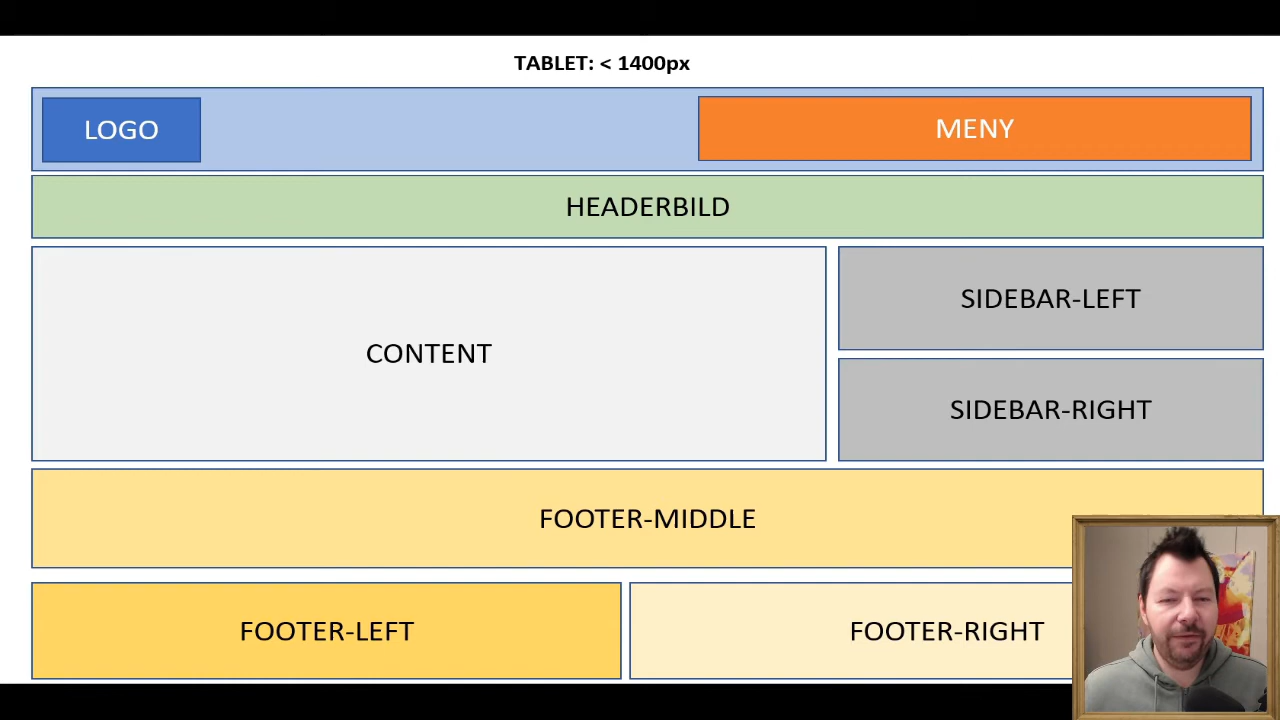 TABLET: < 1400px
LOGO
MENY
HEADERBILD
CONTENT
SIDEBAR-LEFT
SIDEBAR-RIGHT
FOOTER-MIDDLE
FOOTER-LEFT
FOOTER-RIGHT